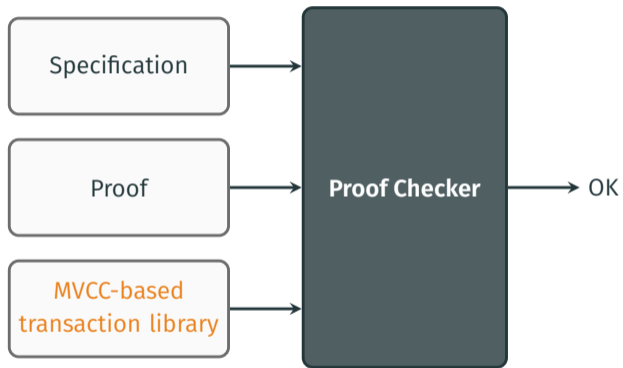 Specification
Proof
MVCC-based
transaction library
Proof Checker
OK